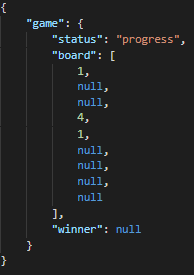 {
"game": {
"status": "progress",
"board": [
1,
null,
null,
4,
1,
null,
null,
null,
null
],
"winner": null
}
}